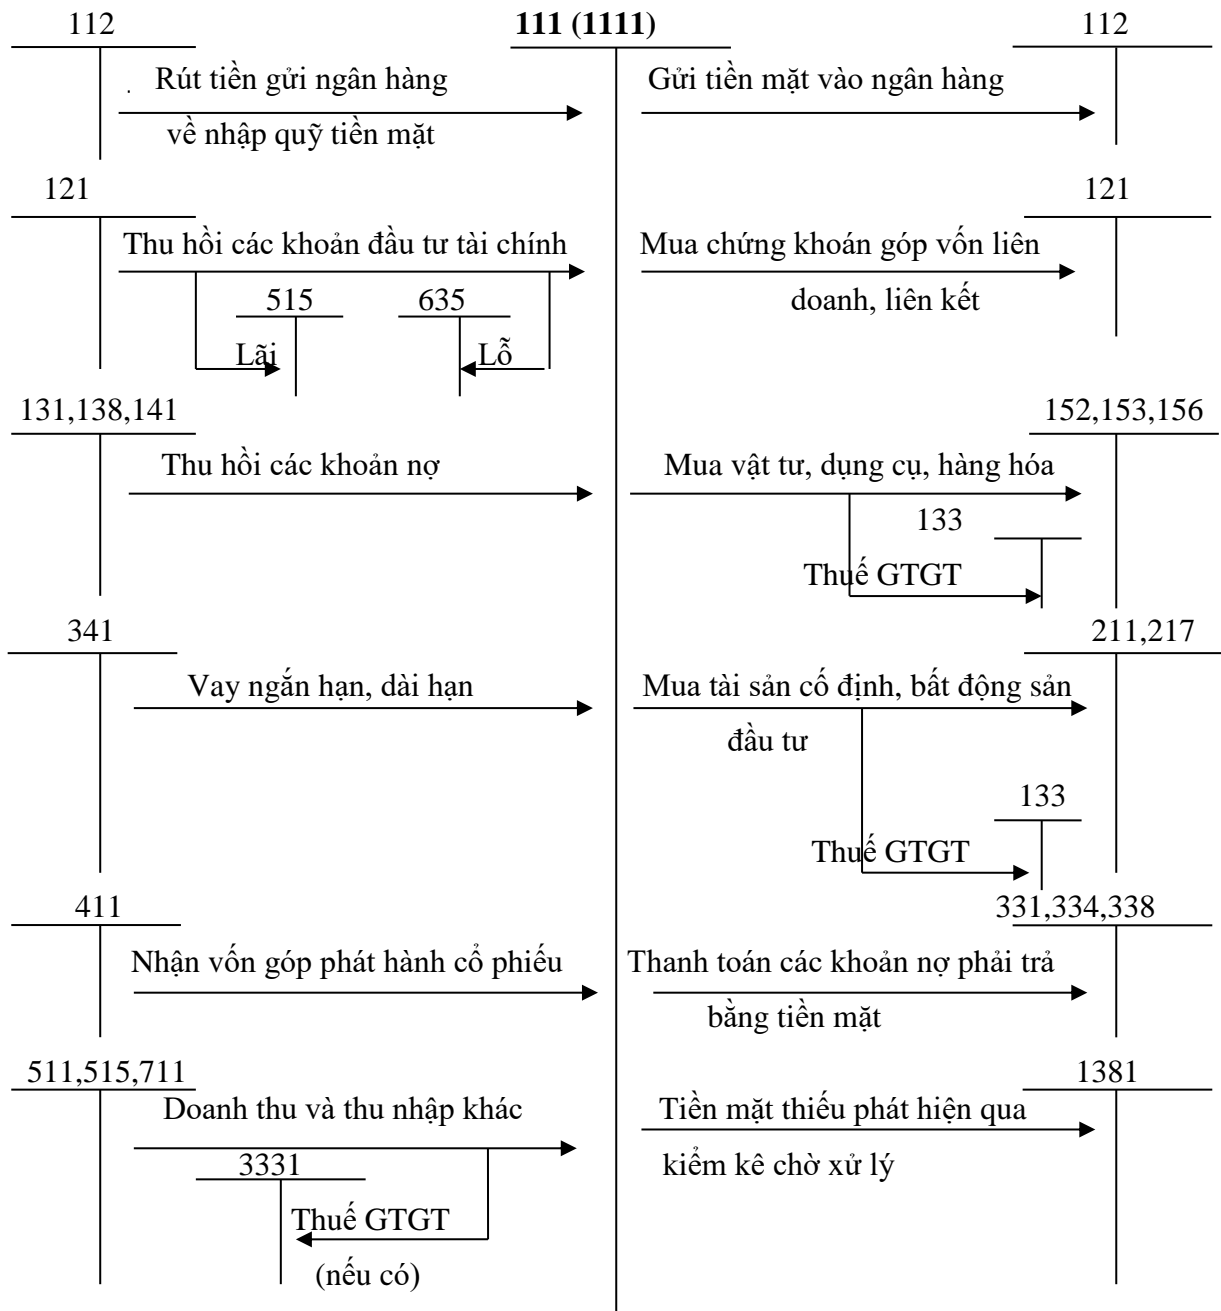 112
111 (1111)
112
Rút tiền gửi ngân hàng
về nhập quỹ tiền mặt
Gửi tiền mặt vào ngân hàng
121
121
Thu hồi các khoản đầu tư tài chính
Mua chứng khoán góp vốn liên
doanh, liên kết
515
635
Lãi
Lỗ
131,138,141
152,153,156
Thu hồi các khoản nợ
Mua vật tư, dụng cụ, hàng hóa
133
Thuế GTGT
341
211,217
Vay ngắn hạn, dài hạn
Mua tài sản cố định, bất động sản
đầu tư
133
Thuế GTGT
411
331,334,338
Nhận vốn góp phát hành cổ phiếu
Thanh toán các khoản nợ phải trả
bằng tiền mặt
511,515,711
1381
Doanh thu và thu nhập khác
Tiền mặt thiếu phát hiện qua
kiểm kê chờ xử lý
3331
Thuế GTGT
(nếu có)